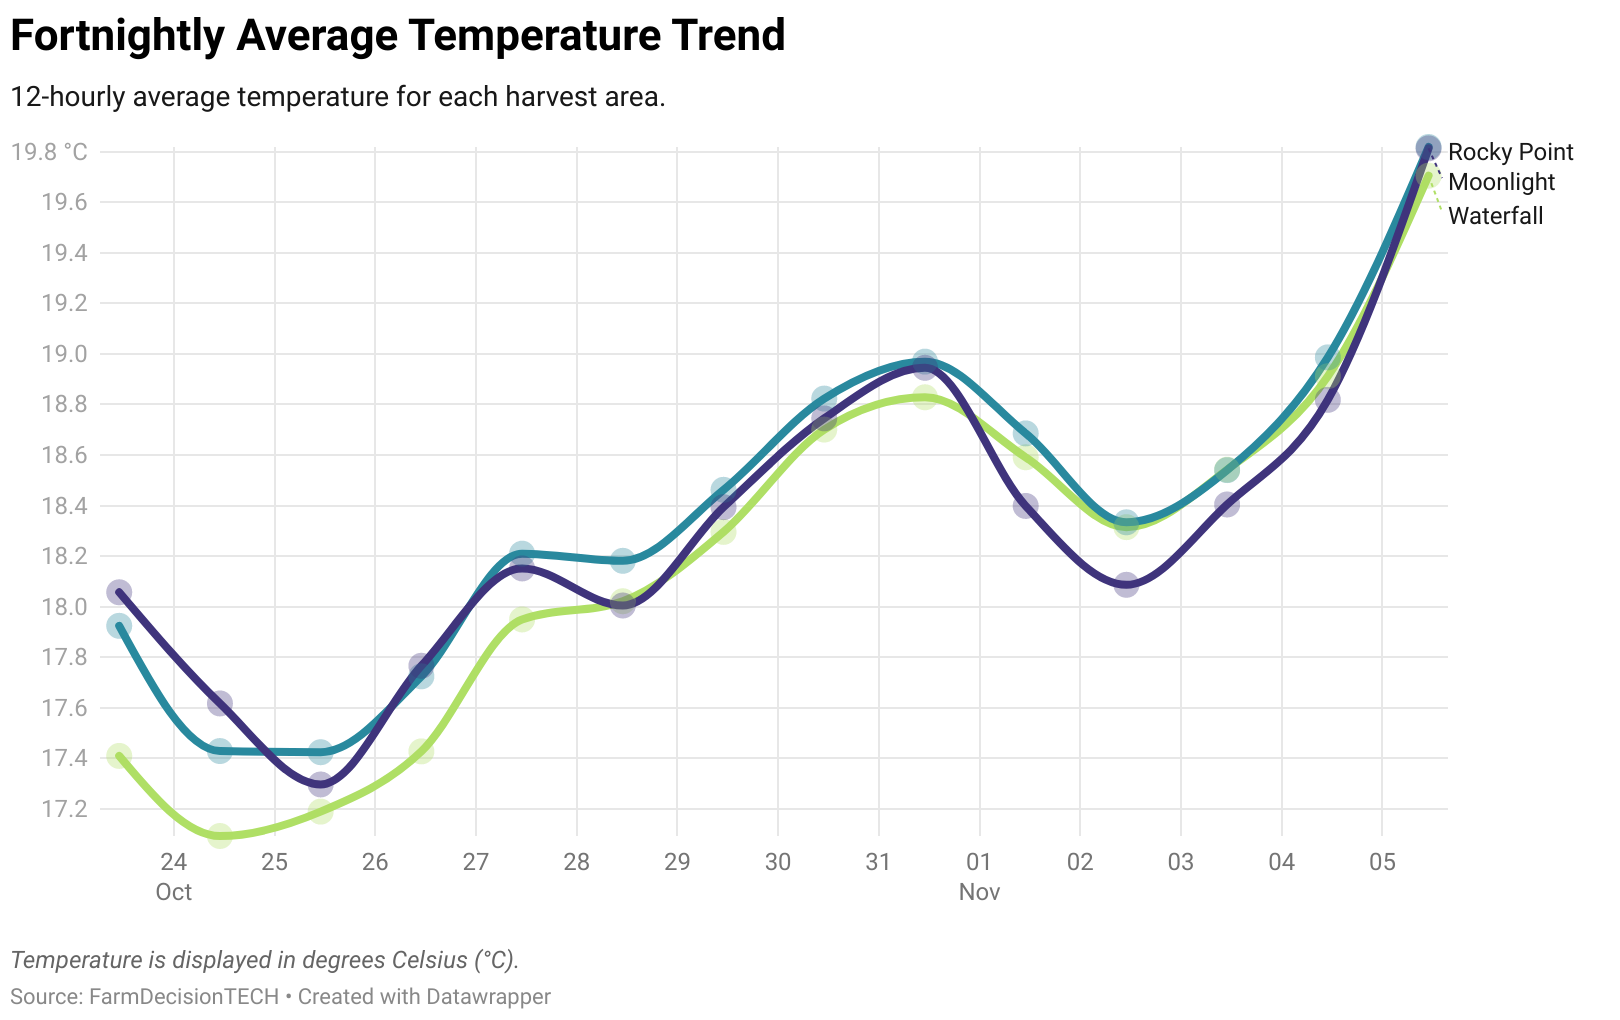 Fortnightly Average Temperature Trend
12-hourly average temperature for each harvest area.
19.8 °C
19.6
19.4
19.2
19.0
18.8
18.6
18.4
18.2
18.0
17.8
17.6
17.4
17.2
Rocky Point
Moonlight
Waterfall
24 25 26 27 28 29 30 31 01 02 03 04 05
Oct Nov
Temperature is displayed in degrees Celsius (°C).
Source: FarmDecisionTECH • Created with Datawrapper